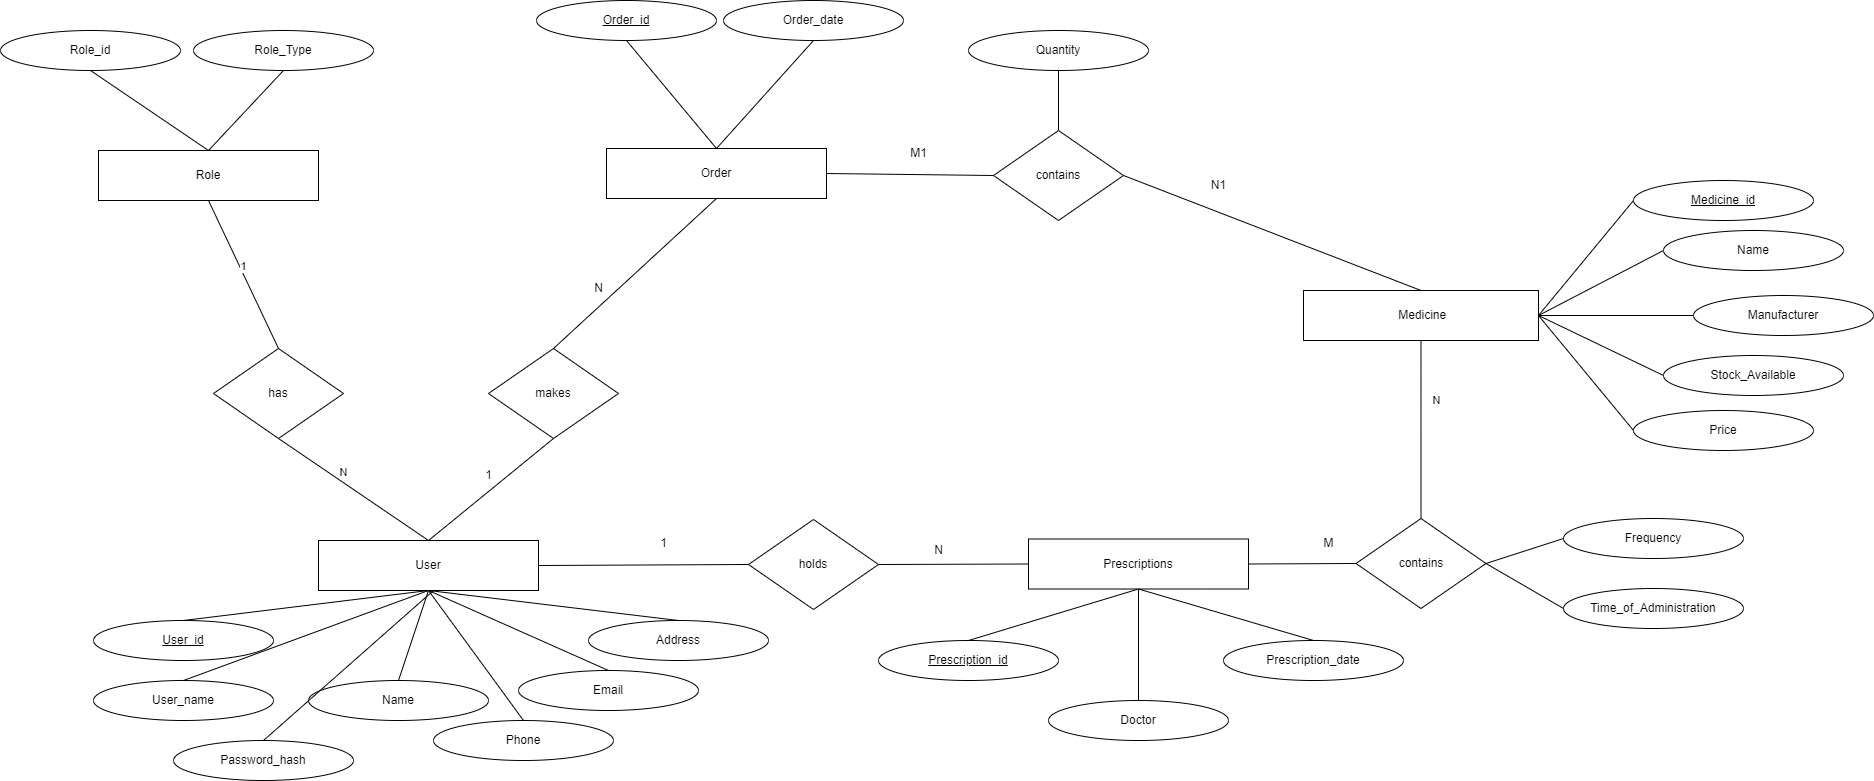 Order_id
Order_date
Role_id
Role_Type
Quantity
M1
Order
Role
contains
N1
Medicine_id
Name
1
N
Manufacturer
Medicine
Stock_Available
has
makes
N
Price
N
1
1
N
M
Frequency
User
holds
Prescriptions
contains
Time_of_Administration
User_id
Address
Prescription_id
Prescription_date
User_name
Name
Email
Doctor
Phone
Password_hash